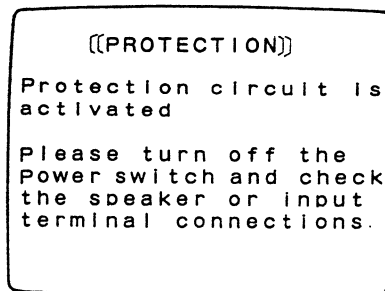 [[PROTECTION]]
Protection circuit is
activated
Please turn off the
power switch and check
the speaker or input
terminal connections.